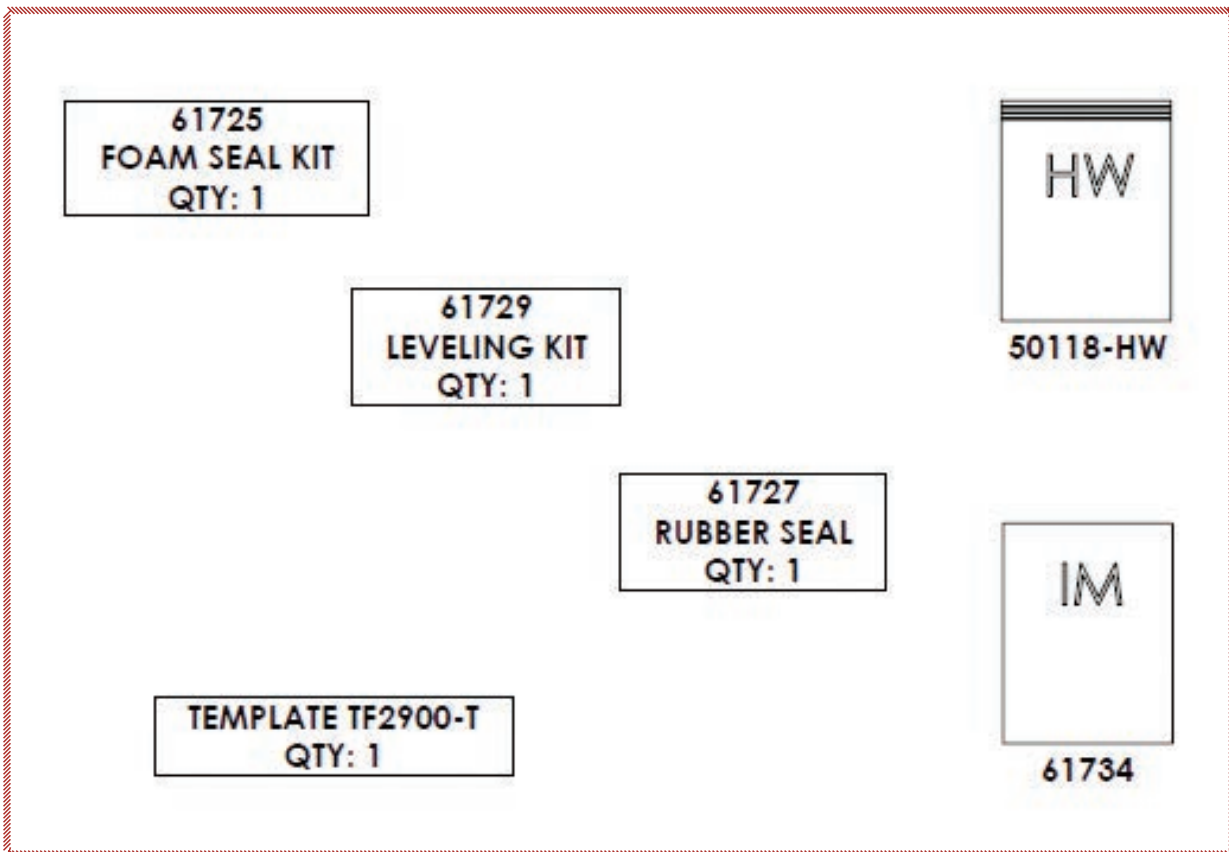 61725
FOAM SEAL KIT
QTY: 1
HW
50118-HW
61729
LEVELING KIT
QTY: 1
61727
RUBBER SEAL
QTY: 1
IM
61734
TEMPLATE TF2900-T
QTY: 1